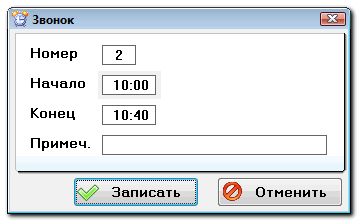 Звонок
Номер 2
Начало 10:00
Конец 10:40
Примеч.
Записать Отменить